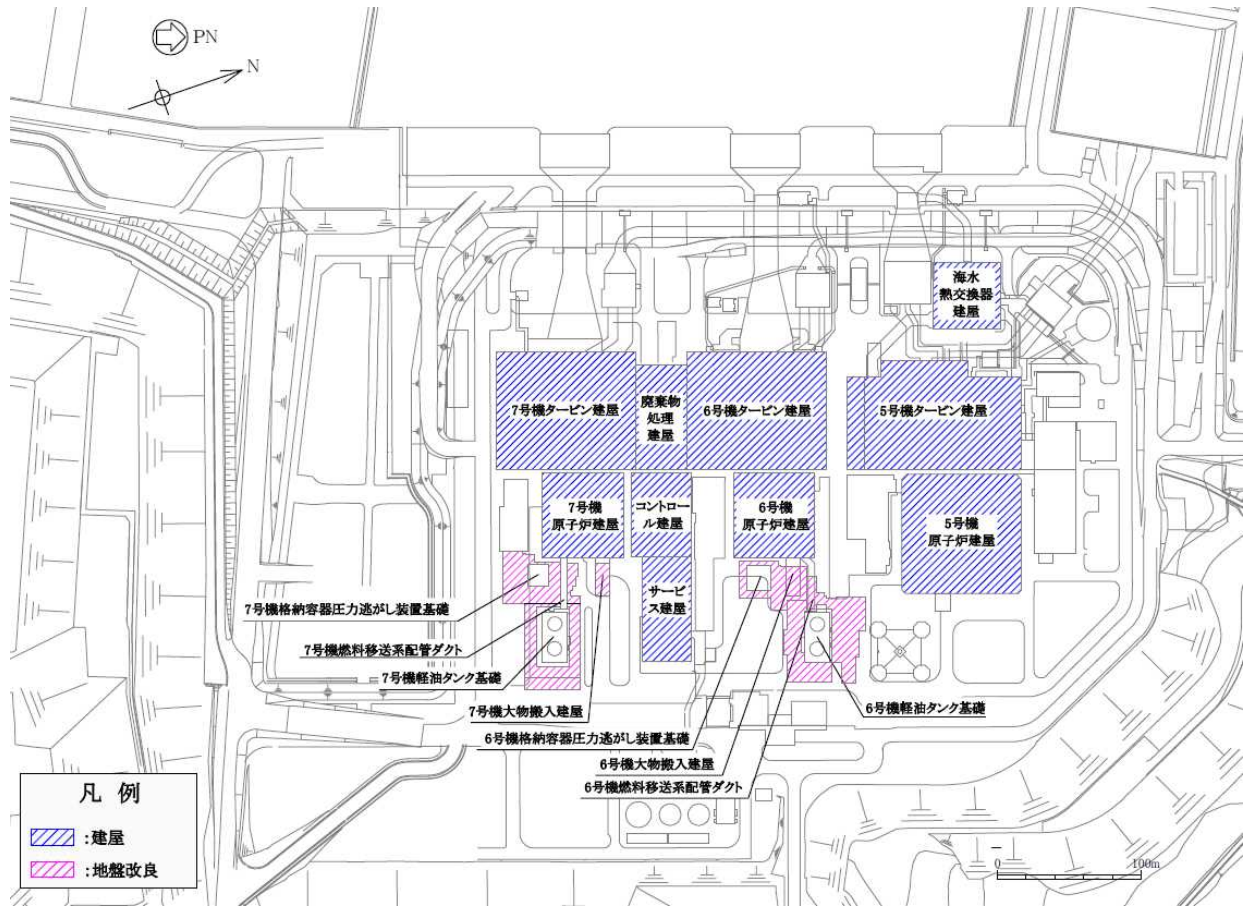 PN
N
海水
熱交換器
建屋
7号機タービン建屋
廃棄物
処理
建屋
6号機タービン建屋
5号機タービン建屋
7号機
原子炉建屋
コントロー
ル建屋
6号機
原子炉建屋
5号機
原子炉建屋
サービ
ス建屋
7号機格納容器圧力逃がし装置基礎
7号機燃料移送系配管ダクト
7号機軽油タンク基礎
7号機大物搬入建屋
6号機軽油タンク基礎
6号機格納容器圧力逃がし装置基礎
6号機大物搬入建屋
6号機燃料移送系配管ダクト
凡 例
:建屋
:地盤改良
0
100m